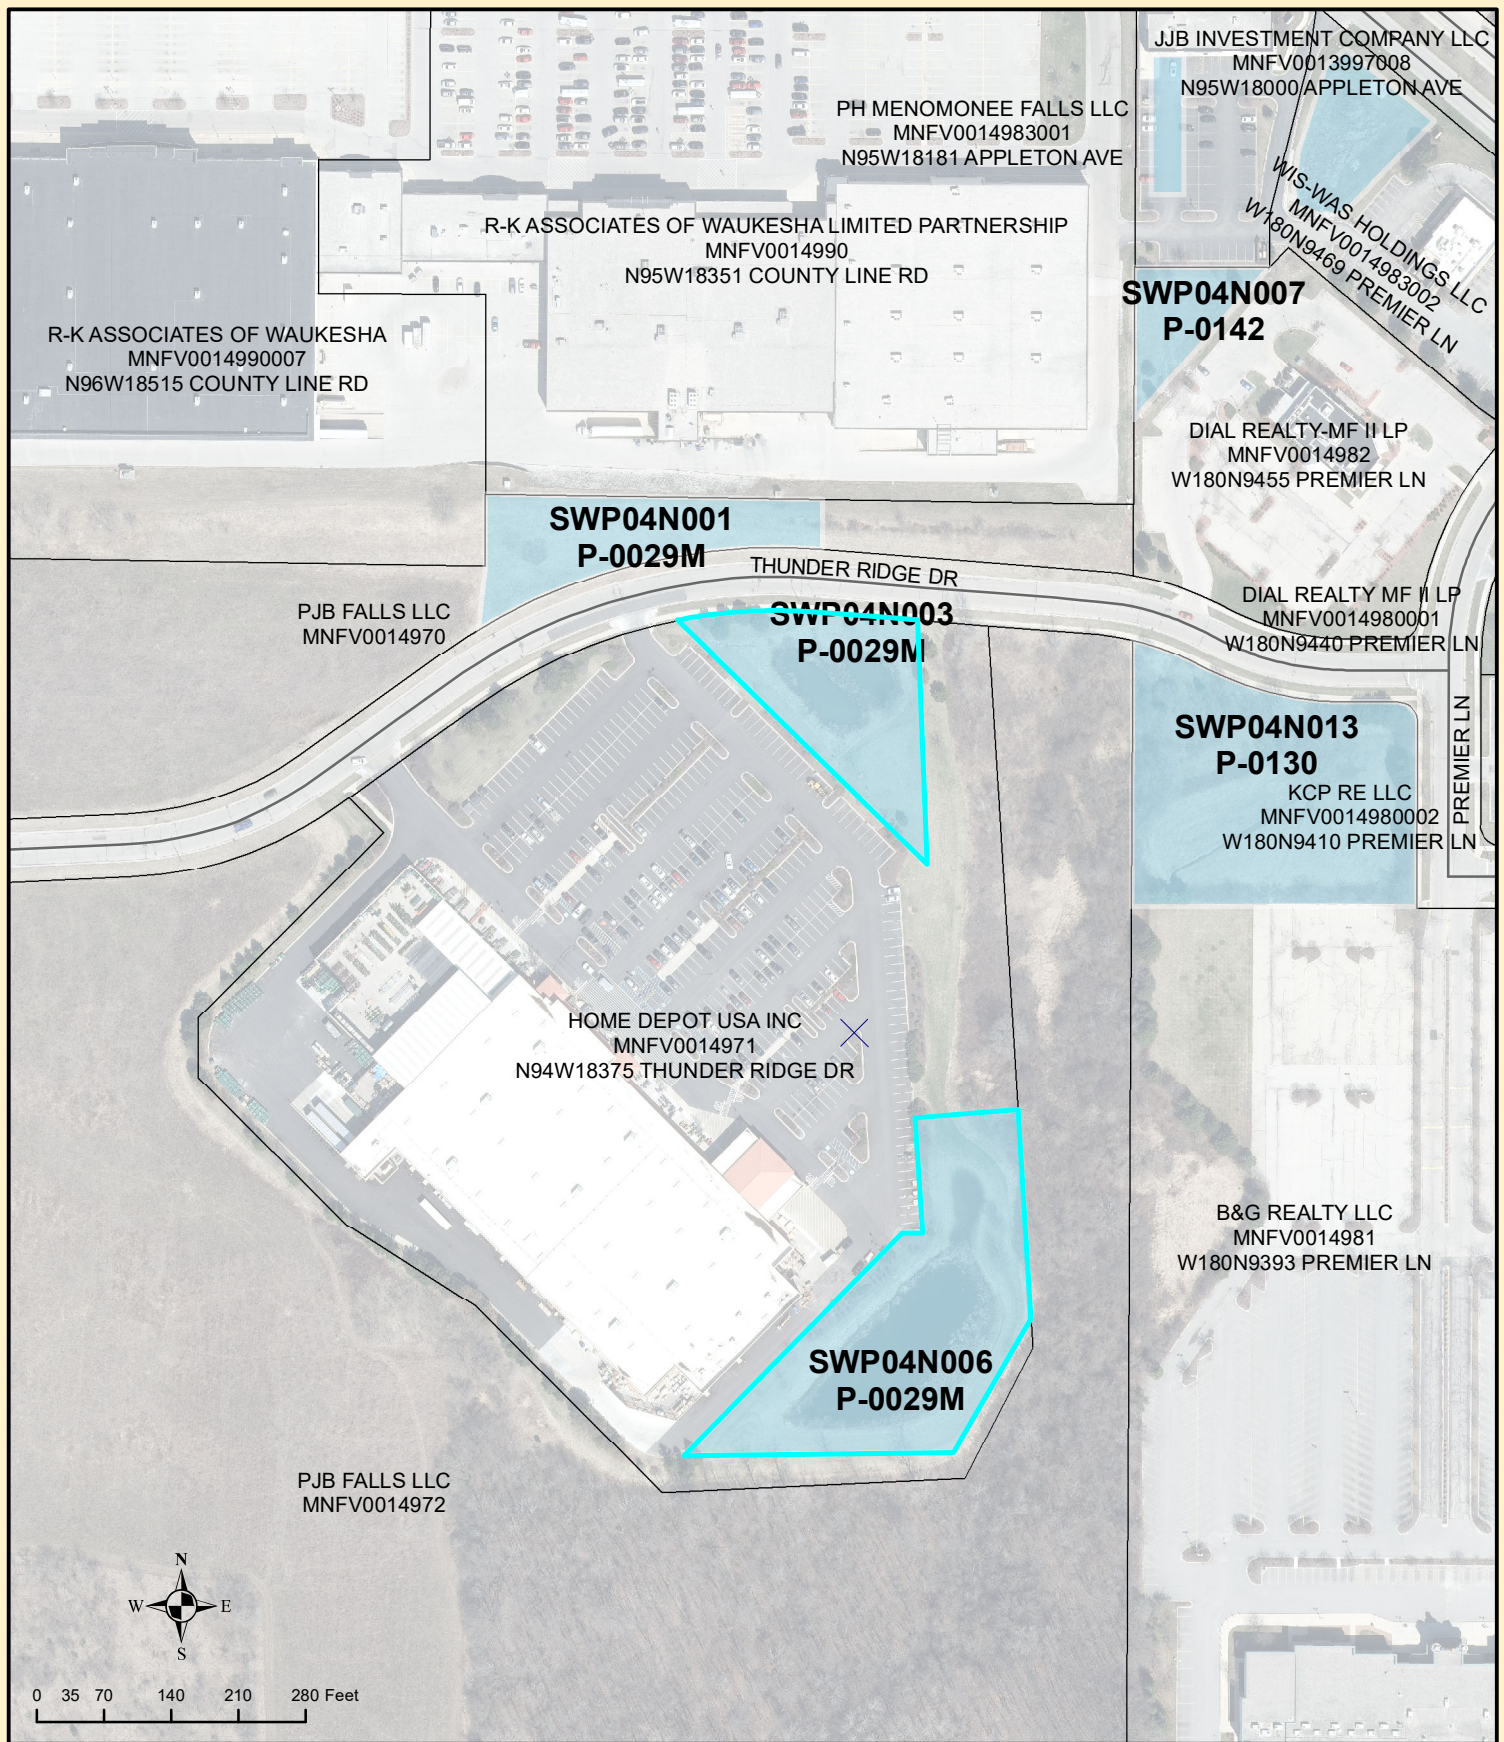 JJB INVESTMENT COMPANY LLC
MNFV0013997008
N95W18000 APPLETON AVE
PH MENOMONEE FALLS LLC
MNFV0014983001
N95W18181 APPLETON AVE
WIS-WAS HOLDINGS LLC
MNFV0014983002
W180N9469 PREMIER LN
R-K ASSOCIATES OF WAUKESHA LIMITED PARTNERSHIP
MNFV0014990
N95W18351 COUNTY LINE RD
SWP04N007
P-0142
R-K ASSOCIATES OF WAUKESHA
MNFV0014990007
N96W18515 COUNTY LINE RD
DIAL REALTY-MF II LP
MNFV0014982
W180N9455 PREMIER LN
SWP04N001
P-0029M
THUNDER RIDGE DR
DIAL REALTY MF II LP
MNFV0014980001
W180N9440 PREMIER LN
PJB FALLS LLC
MNFV0014970
SWP04N003
P-0029M
SWP04N013
P-0130
PREMIER LN
KCP RE LLC
MNFV0014980002
W180N9410 PREMIER LN
HOME DEPOT USA INC
MNFV0014971
N94W18375 THUNDER RIDGE DR
B&G REALTY LLC
MNFV0014981
W180N9393 PREMIER LN
SWP04N006
P-0029M
PJB FALLS LLC
MNFV0014972
N
W E
S
0 35 70 140 210 280 Feet